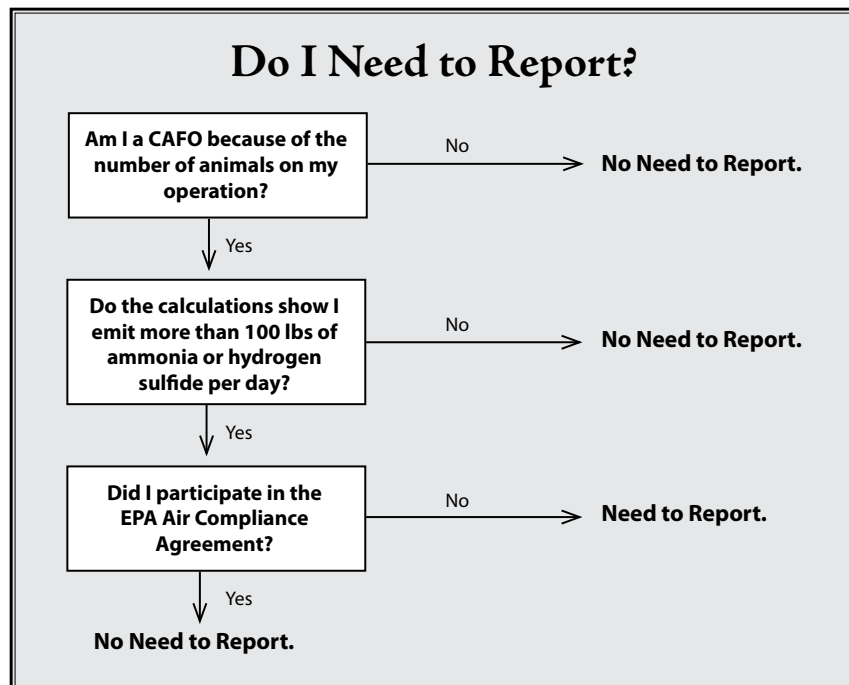 Do I Need to Report?
Am I a CAFO because of the
number of animals on my
operation?
No
No Need to Report.
Yes
Do the calculations show I
emit more than 100 lbs of
ammonia or hydrogen
sulfide per day?
No
No Need to Report.
Yes
Did I participate in the
EPA Air Compliance
Agreement?
No
Need to Report.
Yes
No Need to Report.